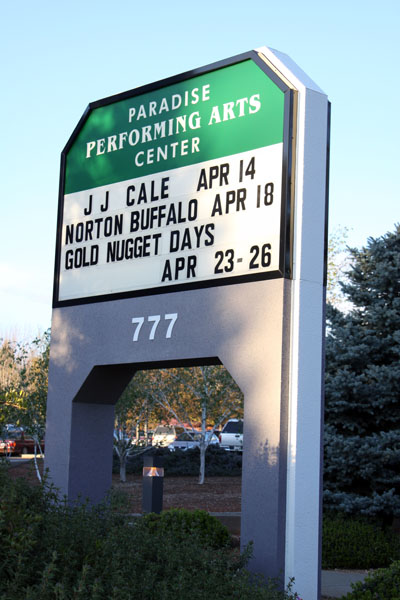 PARADISE
PERFORMING ARTS
CENTER
J J CALE APR 14
NORTON BUFFALO APR 18
GOLD NUGGET DAYS
APR 23-26
777